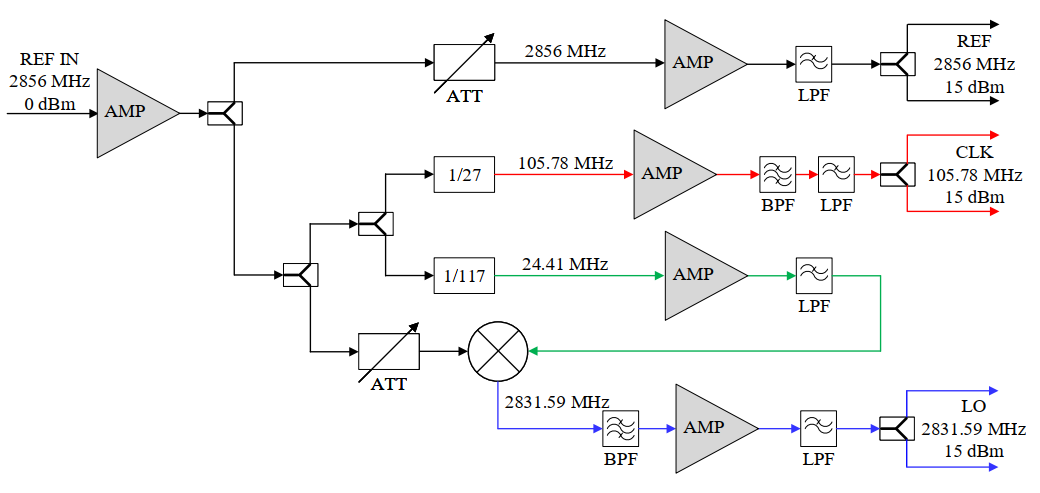 REF IN
2856 MHz
0 dBm
AMP
ATT
2856 MHz
AMP
LPF
REF
2856 MHz
15 dBm
1/27
105.78 MHz
AMP
BPF
LPF
CLK
105.78 MHz
15 dBm
1/117
24.41 MHz
AMP
LPF
ATT
2831.59 MHz
BPF
AMP
LPF
LO
2831.59 MHz
15 dBm